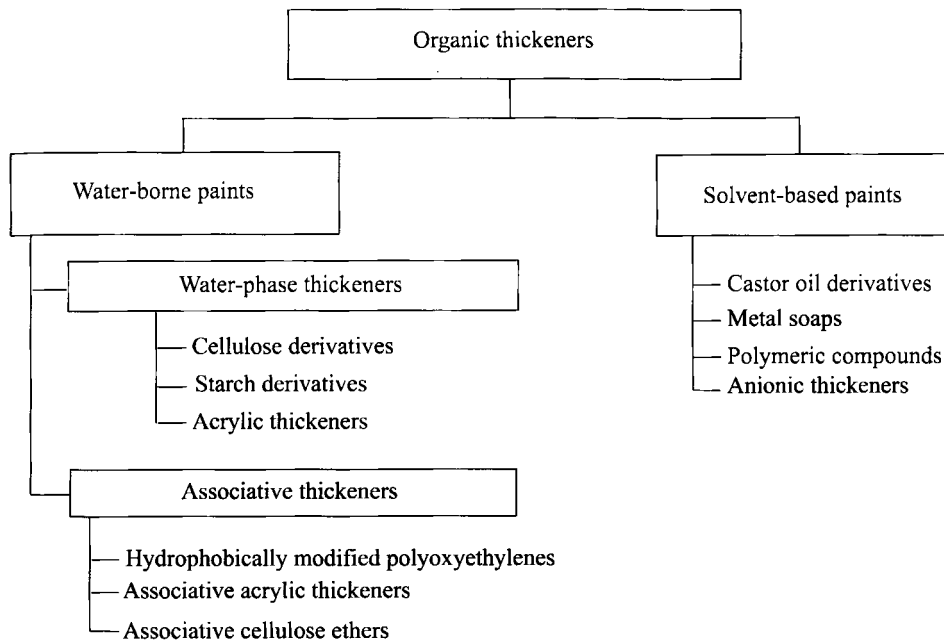 Organic thickeners
Water-borne paints
Water-phase thickeners
Cellulose derivatives
Starch derivatives
Acrylic thickeners
Associative thickeners
Hydrophobically modified polyoxyethylenes
Associative acrylic thickeners
Associative cellulose ethers
Solvent-based paints
Castor oil derivatives
Metal soaps
Polymeric compounds
Anionic thickeners